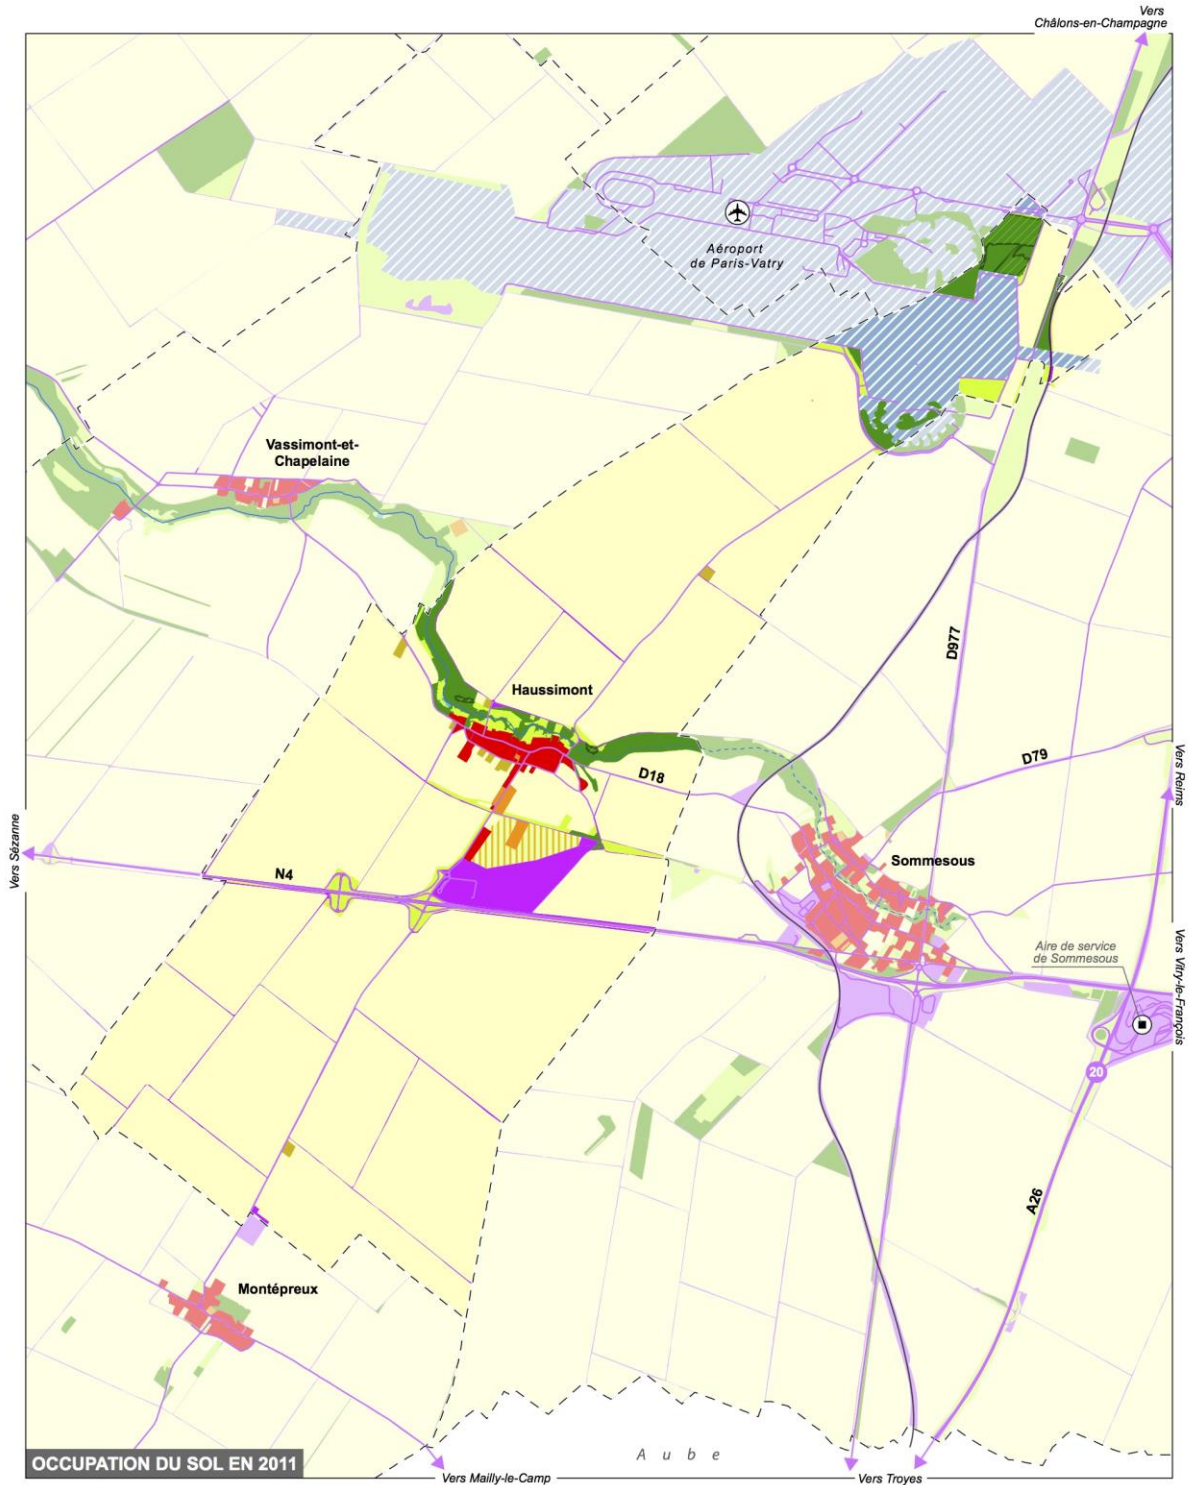 Vers
Châlons-en-Champagne
Aéroport
de Paris-Vatry
Vassimont-et-
Chapelaine
D977
Haussimont
D18
D79
Vers Reims
Vers Sézanne
N4
Sommesous
Aire de service
de Sommesous
Vers Vitry-le-François
20
A26
Montépreux
Aube
OCCUPATION DU SOL EN 2011
Vers Mailly-le-Camp
Vers Troyes